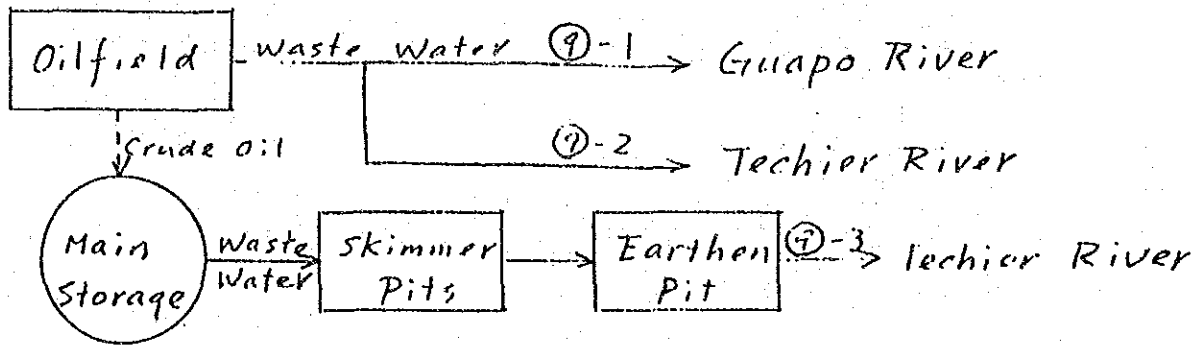 Oilfield
Waste Water ⑨-1
Guapo River
Crude Oil
⑨-2
Techier River
Main
Storage
Waste
Water
Skimmer
Pits
Earthen
Pit
⑨-3
Techier River